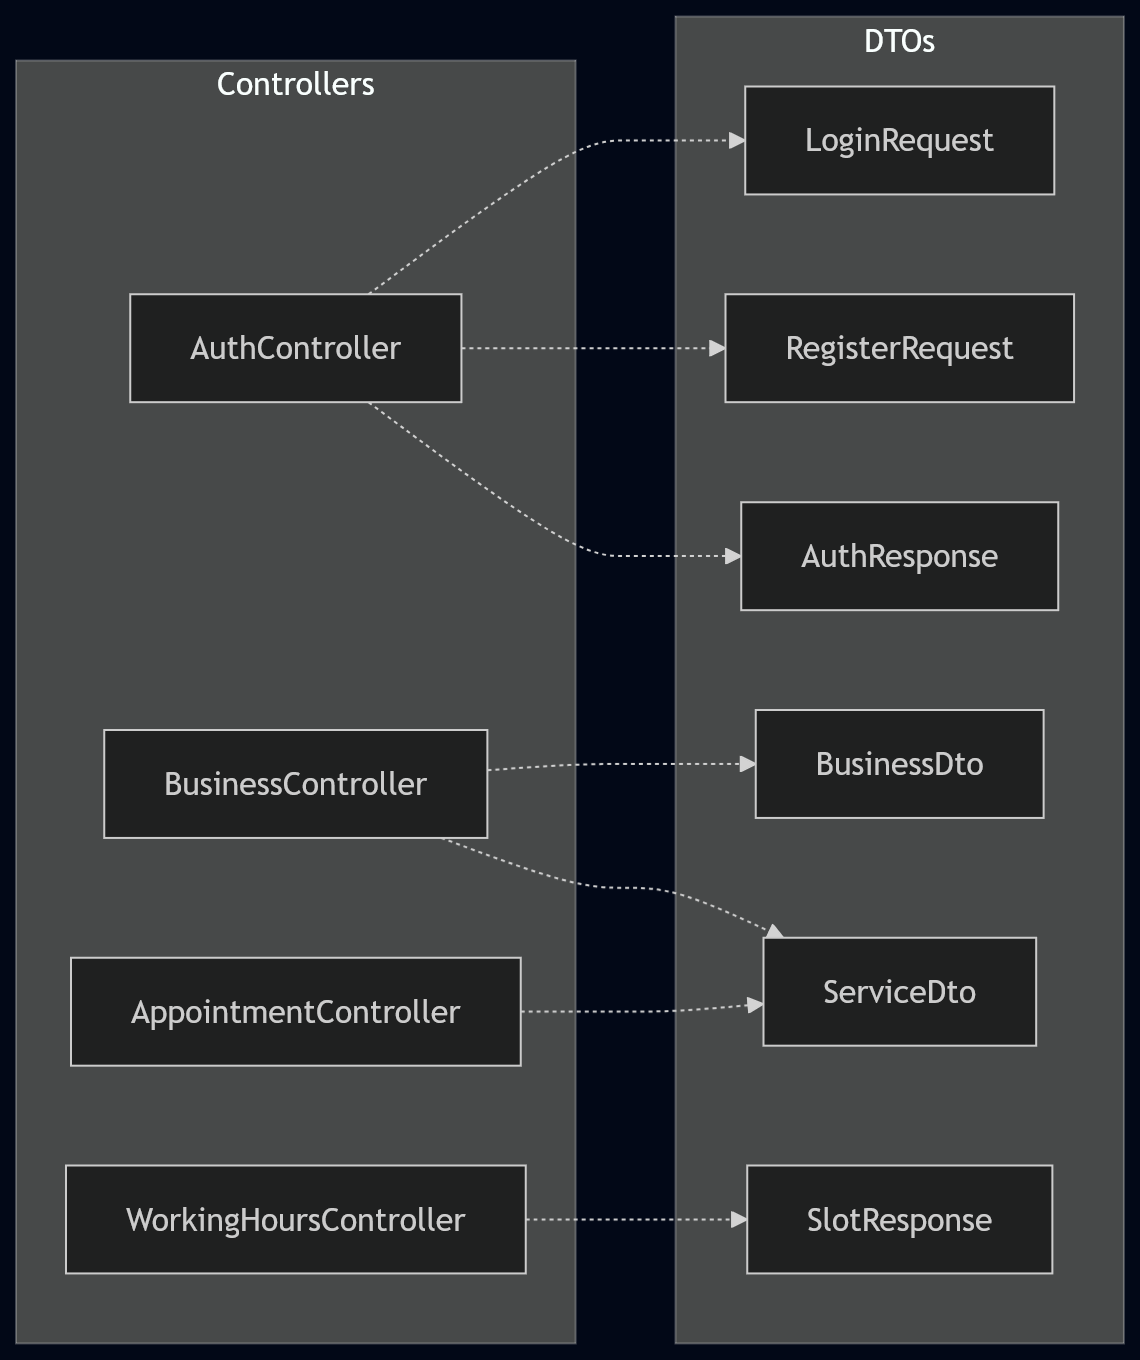 Controllers
AuthController
BusinessController
AppointmentController
WorkingHoursController
DTOs
LoginRequest
RegisterRequest
AuthResponse
BusinessDto
ServiceDto
SlotResponse